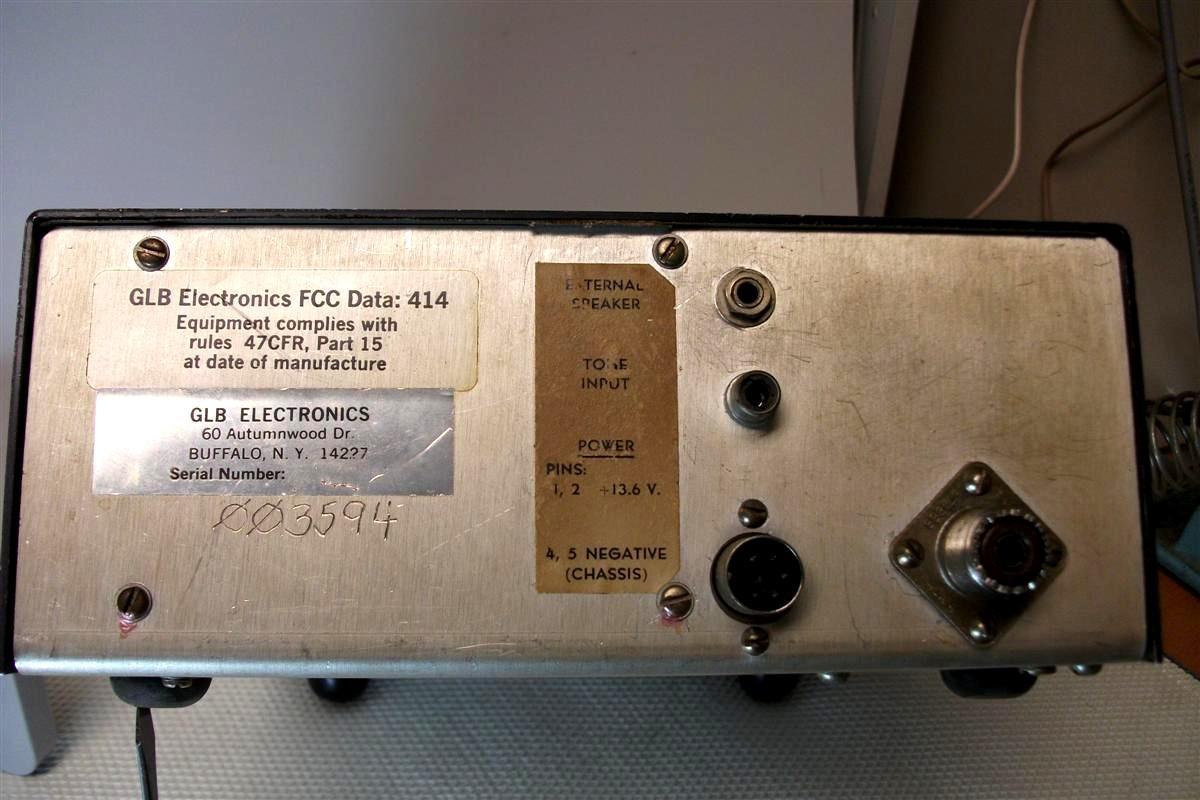 GLB Electronics FCC Data: 414
Equipment complies with
rules 47CFR, Part 15
at date of manufacture
GLB ELECTRONICS
60 Autumnwood Dr.
BUFFALO, N. Y. 14227
Serial Number:
003594
EXTERNAL
SPEAKER
TONE
INPUT
POWER
PINS:
1, 2 +13.6 V.
4, 5 NEGATIVE
(CHASSIS)